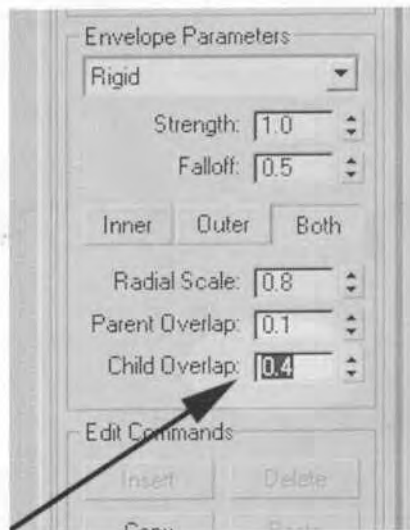 Envelope Parameters
Rigid
Strength: 1.0
Falloff: 0.5
Inner Outer Both
Radial Scale: 0.8
Parent Overlap: 0.1
Child Overlap: 0.4
Edit Commands
Insert Delete
Copy